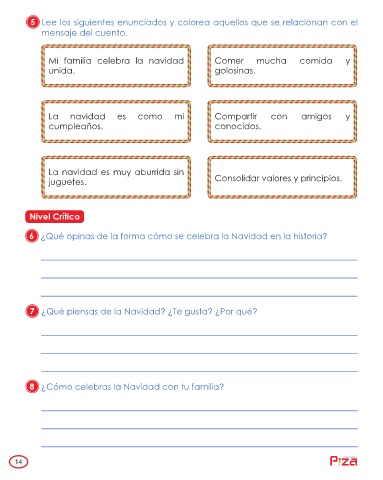 5 Lee los siguientes enunciados y colorea aquellos que se relacionan con el
mensaje del cuento.
Mi familia celebra la navidad
unida.
Comer mucha comida y
golosinas.
La navidad es como mi
cumpleaños.
Compartir con amigos y
conocidos.
La navidad es muy aburrida sin
juguetes.
Consolidar valores y principios.
Nivel Crítico
6 ¿Qué opinas de la forma cómo se celebra la Navidad en la historia?
7 ¿Qué piensas de la Navidad? ¿Te gusta? ¿Por qué?
8 ¿Cómo celebras la Navidad con tu familia?
14